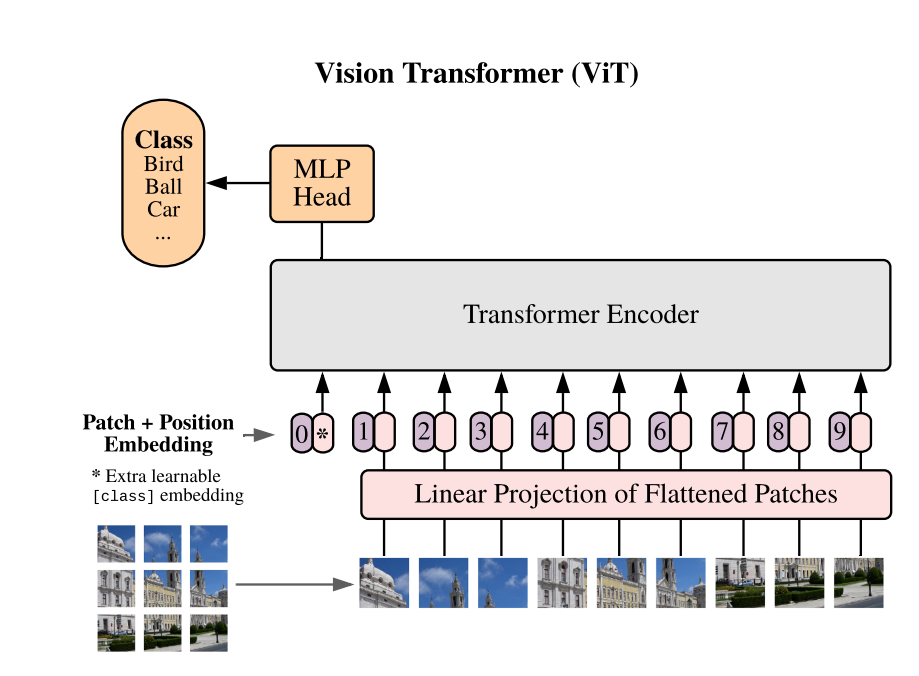 Vision Transformer (ViT)
Class
Bird
Ball
Car
...
MLP
Head
Transformer Encoder
Patch + Position
Embedding
* Extra learnable
[class] embedding
0 * 1 2 3 4 5 6 7 8 9
Linear Projection of Flattened Patches